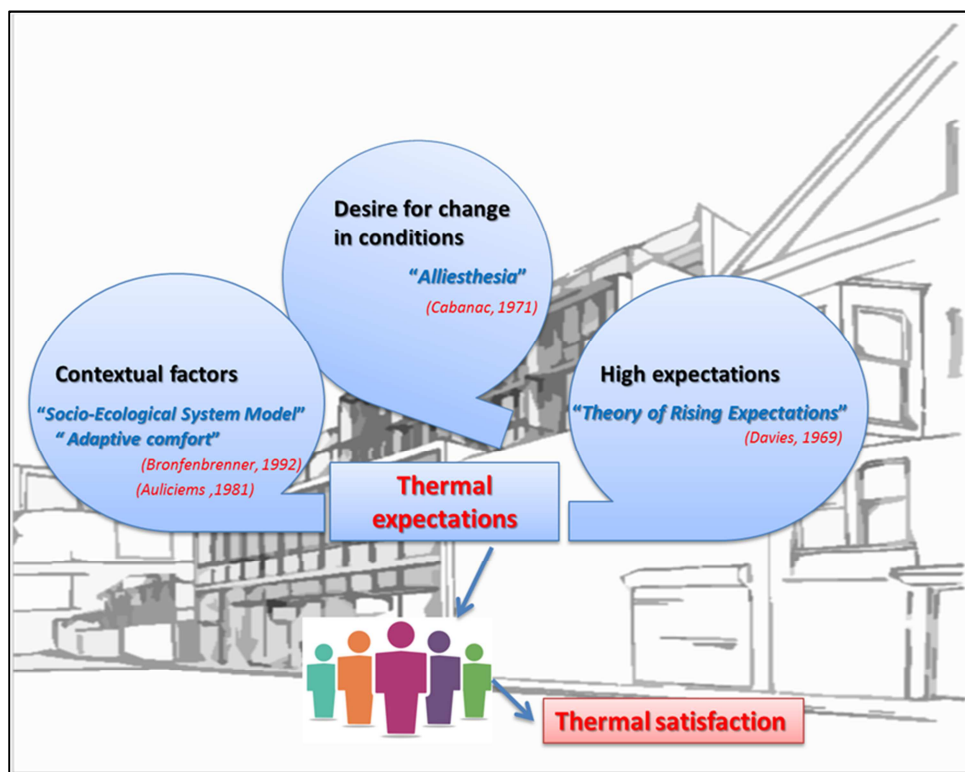 Desire for change
in conditions
“Alliesthesia”
(Cabanac, 1971)
Contextual factors
“Socio-Ecological System Model”
“ Adaptive comfort”
(Bronfenbrenner, 1992)
(Auliciems ,1981)
High expectations
“Theory of Rising Expectations”
(Davies, 1969)
Thermal
expectations
Thermal satisfaction